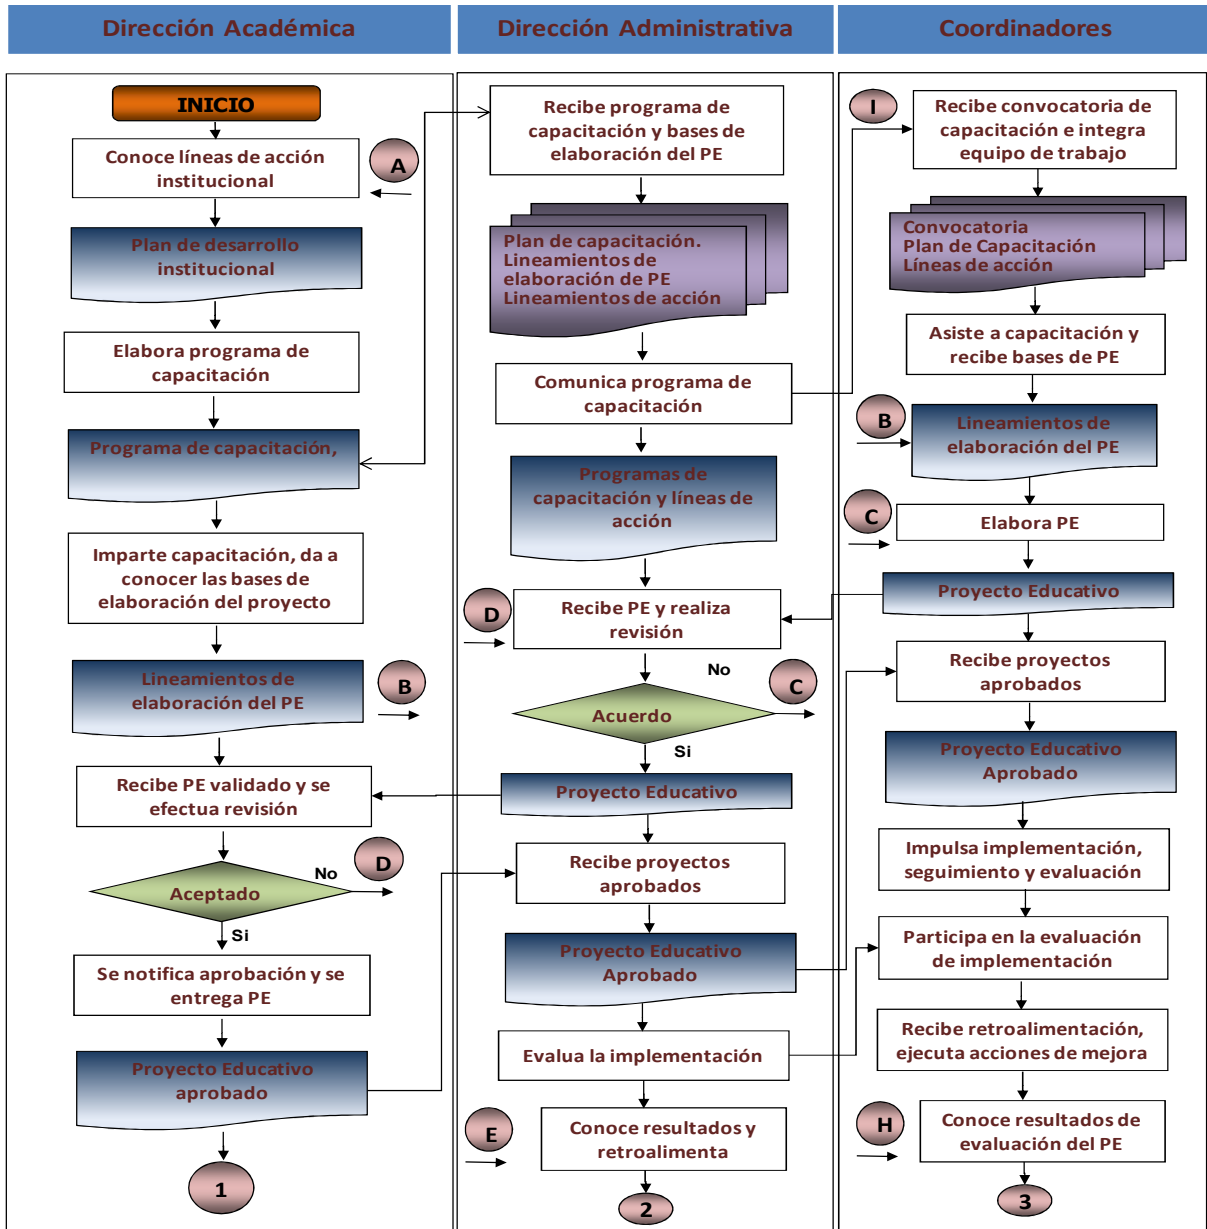 Dirección Académica
Dirección Administrativa
Coordinadores
INICIO
Conoce líneas de acción
institucional
A
Plan de desarrollo
institucional
Elabora programa de
capacitación
Programa de capacitación,
Imparte capacitación, da a
conocer las bases de
elaboración del proyecto
Lineamientos de
elaboración del PE
B
Recibe PE validado y se
efectua revisión
Aceptado
No
D
Si
Se notifica aprobación y se
entrega PE
Proyecto Educativo
aprobado
1
Recibe programa de
capacitación y bases de
elaboración del PE
Plan de capacitación.
Lineamientos de
elaboración de PE
Lineamientos de acción
Comunica programa de
capacitación
Programas de
capacitación y líneas de
acción
D
Recibe PE y realiza
revisión
No
C
Acuerdo
Si
Proyecto Educativo
Recibe proyectos
aprobados
Proyecto Educativo
Aprobado
Evalua la implementación
E
Conoce resultados y
retroalimenta
2
I
Recibe convocatoria de
capacitación e integra
equipo de trabajo
Convocatoria
Plan de Capacitación
Líneas de acción
Asiste a capacitación y
recibe bases de PE
B
Lineamientos de
elaboración del PE
C
Elabora PE
Proyecto Educativo
Recibe proyectos
aprobados
Proyecto Educativo
Aprobado
Impulsa implementación,
seguimiento y evaluación
Participa en la evaluación
de implementación
Recibe retroalimentación,
ejecuta acciones de mejora
H
Conoce resultados de
evaluación del PE
3